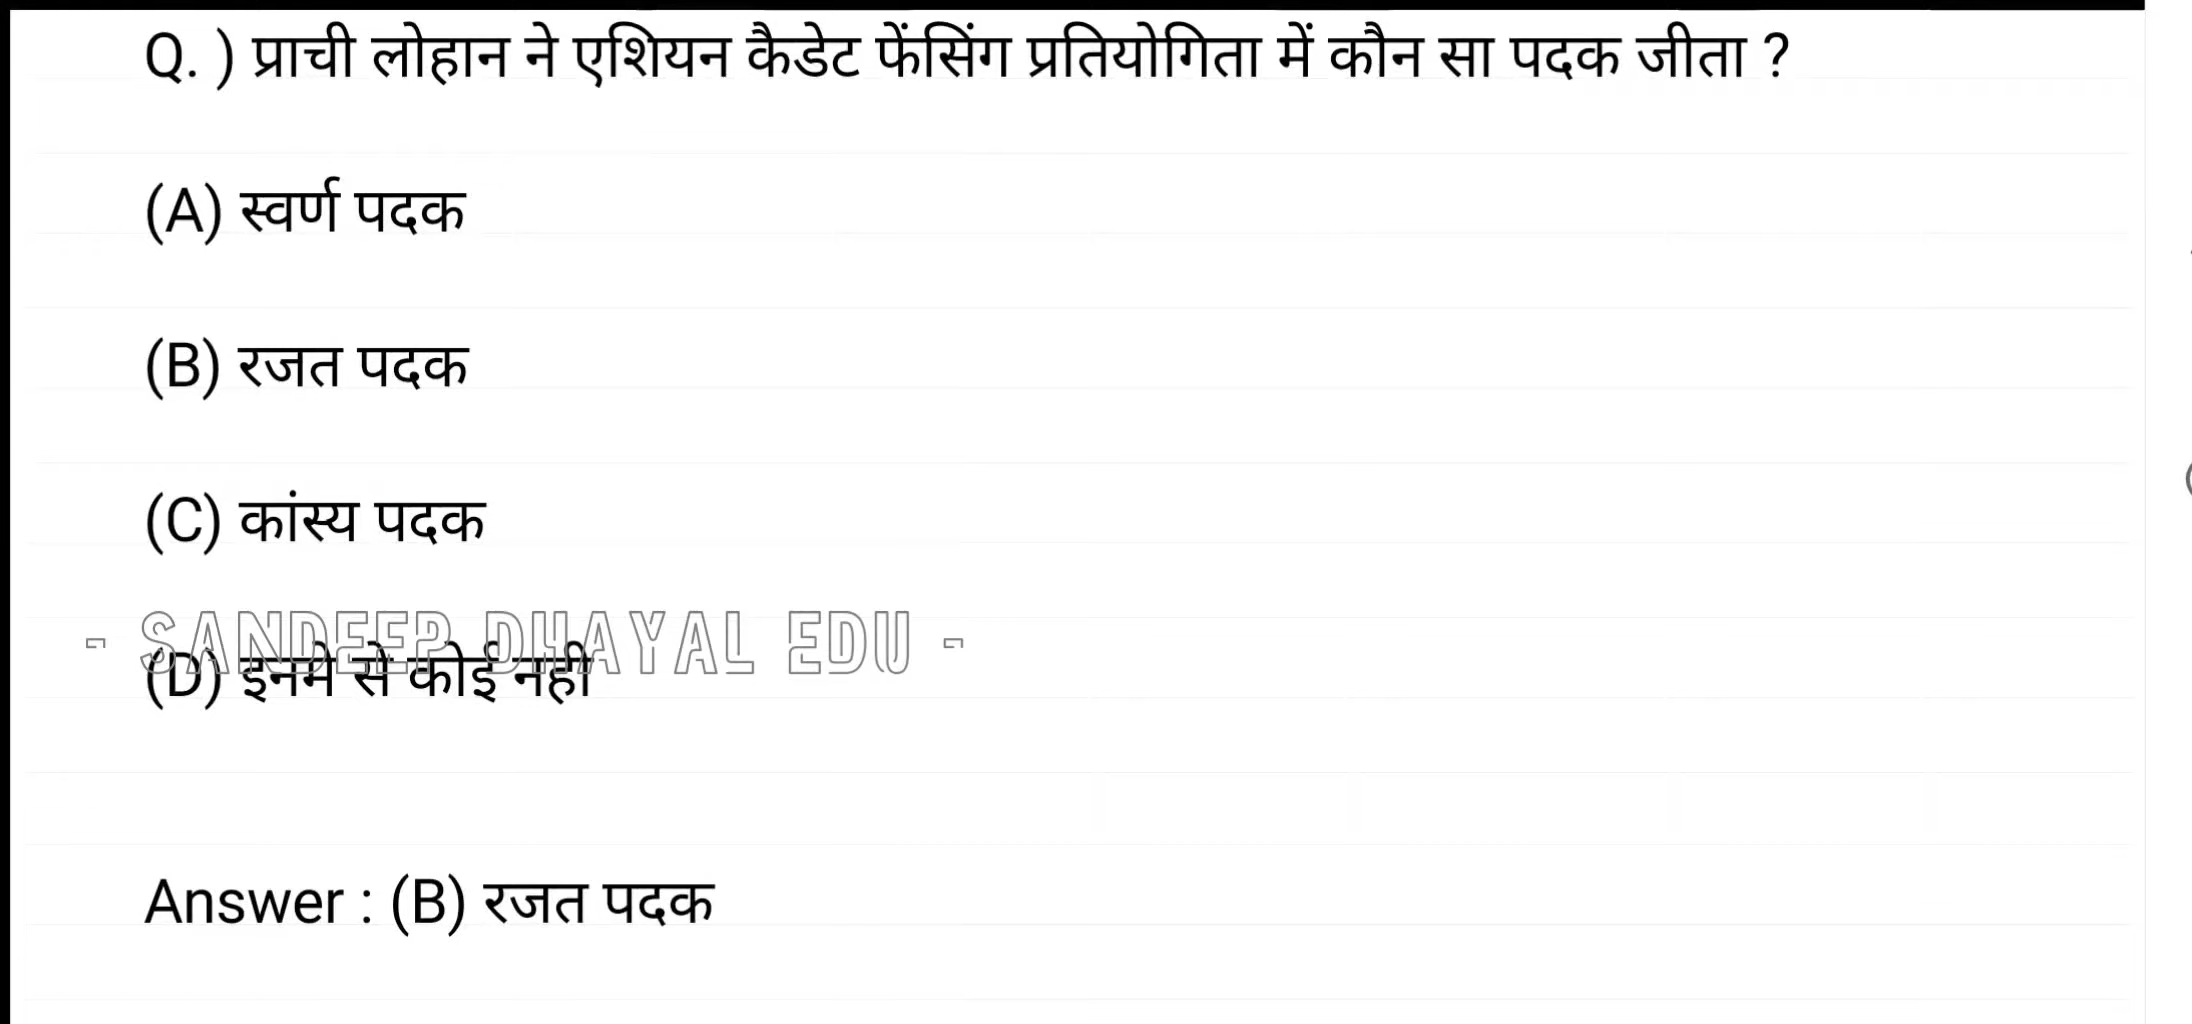 Q. ) प्राची लोहान ने एशियन कैडेट फेंसिंग प्रतियोगिता में कौन सा पदक जीता ?
(A) स्वर्ण पदक
(B) रजत पदक
(C) कांस्य पदक
- SANDEEP DHAYAL EDU -
(D) इनमे से कोई नही
Answer : (B) रजत पदक